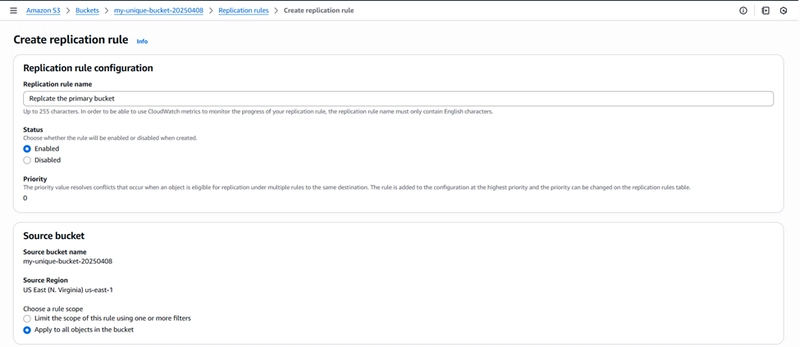 Amazon S3 > Buckets > my-unique-bucket-20250408 > Replication rules > Create replication rule
Create replication rule Info
Replication rule configuration
Replication rule name
Replcate the primary bucket
Up to 255 characters. In order to be able to use CloudWatch metrics to monitor the progress of your replication rule, the replication rule name must only contain English characters.
Status
Choose whether the rule will be enabled or disabled when created.
Enabled
Disabled
Priority
The priority value resolves conflicts that occur when an object is eligible for replication under multiple rules to the same destination. The rule is added to the configuration at the highest priority and the priority can be changed on the replication rules table.
0
Source bucket
Source bucket name
my-unique-bucket-20250408
Source Region
US East (N. Virginia) us-east-1
Choose a rule scope
Limit the scope of this rule using one or more filters
Apply to all objects in the bucket